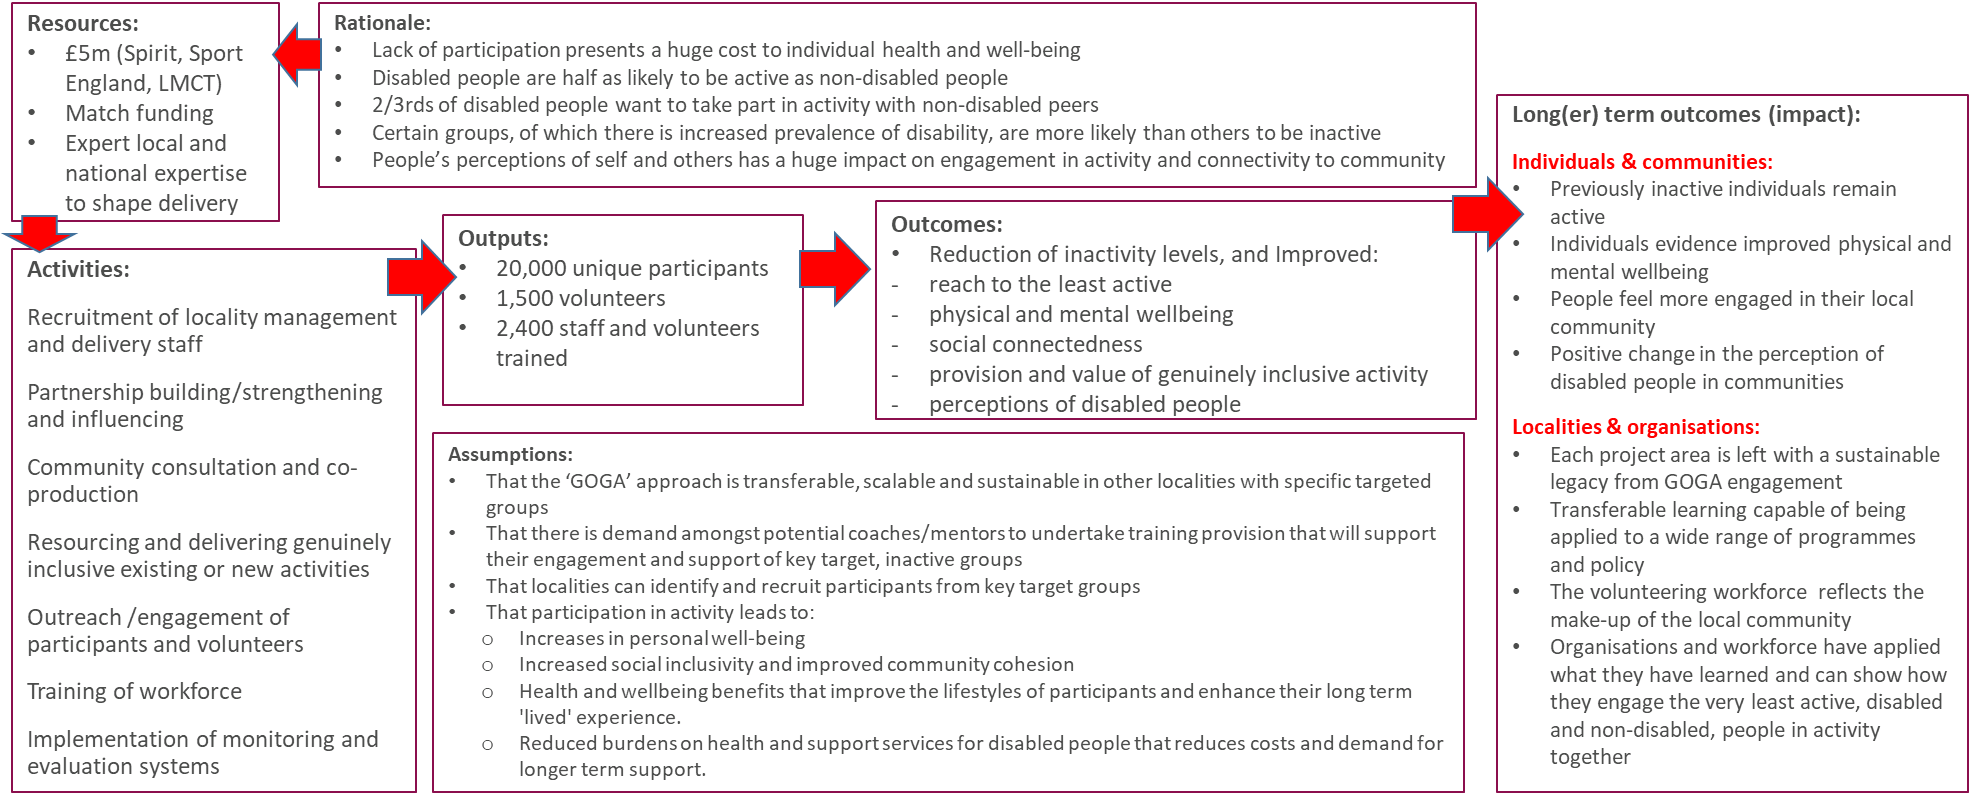 Resources:
• £5m (Spirit, Sport
England, LMCT)
• Match funding
• Expert local and
national expertise
to shape delivery
Rationale:
• Lack of participation presents a huge cost to individual health and well-being
• Disabled people are half as likely to be active as non-disabled people
• 2/3rds of disabled people want to take part in activity with non-disabled peers
• Certain groups, of which there is increased prevalence of disability, are more likely than others to be inactive
• People’s perceptions of self and others has a huge impact on engagement in activity and connectivity to community
Activities:
Recruitment of locality management
and delivery staff
Partnership building/strengthening
and influencing
Community consultation and co-
production
Resourcing and delivering genuinely
inclusive existing or new activities
Outreach /engagement of
participants and volunteers
Training of workforce
Implementation of monitoring and
evaluation systems
Outputs:
• 20,000 unique participants
• 1,500 volunteers
• 2,400 staff and volunteers
trained
Outcomes:
• Reduction of inactivity levels, and Improved:
- reach to the least active
- physical and mental wellbeing
- social connectedness
- provision and value of genuinely inclusive activity
- perceptions of disabled people
Assumptions:
• That the ‘GOGA’ approach is transferable, scalable and sustainable in other localities with specific targeted
groups
• That there is demand amongst potential coaches/mentors to undertake training provision that will support
their engagement and support of key target, inactive groups
• That localities can identify and recruit participants from key target groups
• That participation in activity leads to:
o Increases in personal well-being
o Increased social inclusivity and improved community cohesion
o Health and wellbeing benefits that improve the lifestyles of participants and enhance their long term
'lived' experience.
o Reduced burdens on health and support services for disabled people that reduces costs and demand for
longer term support.
Long(er) term outcomes (impact):
Individuals & communities:
• Previously inactive individuals remain
active
• Individuals evidence improved physical and
mental wellbeing
• People feel more engaged in their local
community
• Positive change in the perception of
disabled people in communities
Localities & organisations:
• Each project area is left with a sustainable
legacy from GOGA engagement
• Transferable learning capable of being
applied to a wide range of programmes
and policy
• The volunteering workforce reflects the
make-up of the local community
• Organisations and workforce have applied
what they have learned and can show how
they engage the very least active, disabled
and non-disabled, people in activity
together